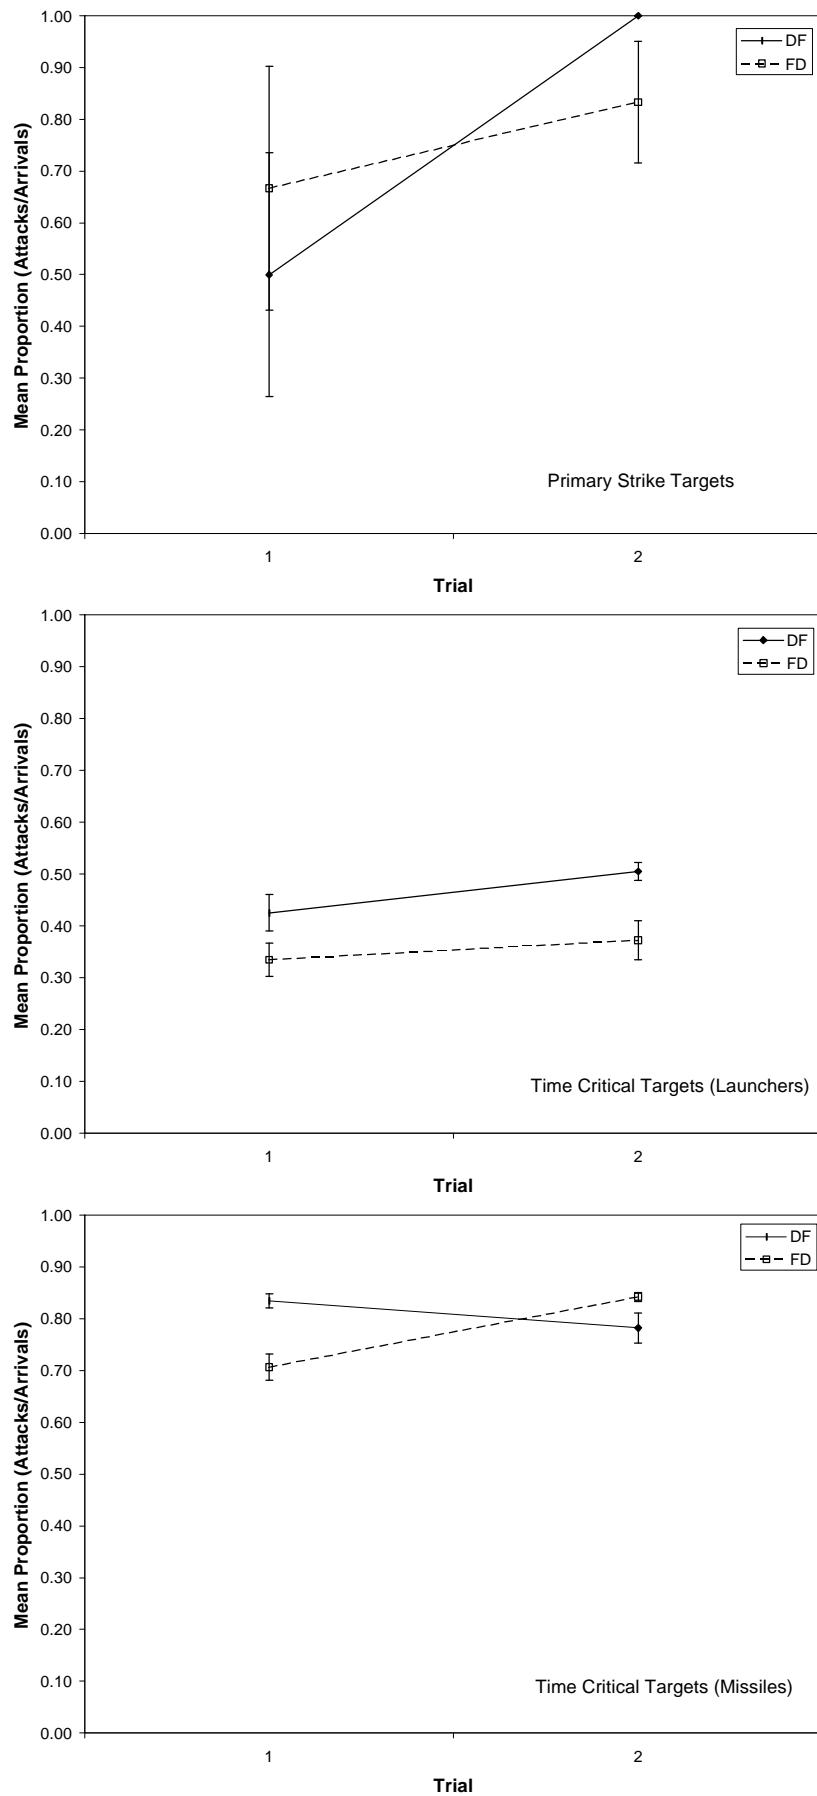 1.00
0.90
0.80
0.70
0.60
0.50
0.40
0.30
0.20
0.10
0.00
Mean Proportion (Attacks/Arrivals)
DF
FD
Primary Strike Targets
1 2
Trial
1.00
0.90
0.80
0.70
0.60
0.50
0.40
0.30
0.20
0.10
0.00
Mean Proportion (Attacks/Arrivals)
DF
FD
Time Critical Targets (Launchers)
1 2
Trial
1.00
0.90
0.80
0.70
0.60
0.50
0.40
0.30
0.20
0.10
0.00
Mean Proportion (Attacks/Arrivals)
DF
FD
Time Critical Targets (Missiles)
1 2
Trial